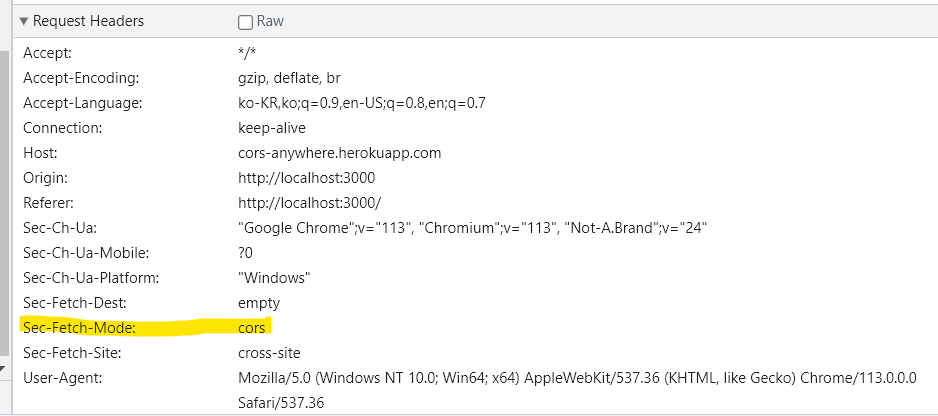 Request Headers Raw
Accept: */*
Accept-Encoding: gzip, deflate, br
Accept-Language: ko-KR,ko;q=0.9,en-US;q=0.8,en;q=0.7
Connection: keep-alive
Host: cors-anywhere.herokuapp.com
Origin: http://localhost:3000
Referer: http://localhost:3000/
Sec-Ch-Ua: "Google Chrome";v="113", "Chromium";v="113", "Not-A.Brand";v="24"
Sec-Ch-Ua-Mobile: ?0
Sec-Ch-Ua-Platform: "Windows"
Sec-Fetch-Dest: empty
Sec-Fetch-Mode: cors
Sec-Fetch-Site: cross-site
User-Agent: Mozilla/5.0 (Windows NT 10.0; Win64; x64) AppleWebKit/537.36 (KHTML, like Gecko) Chrome/113.0.0.0
Safari/537.36